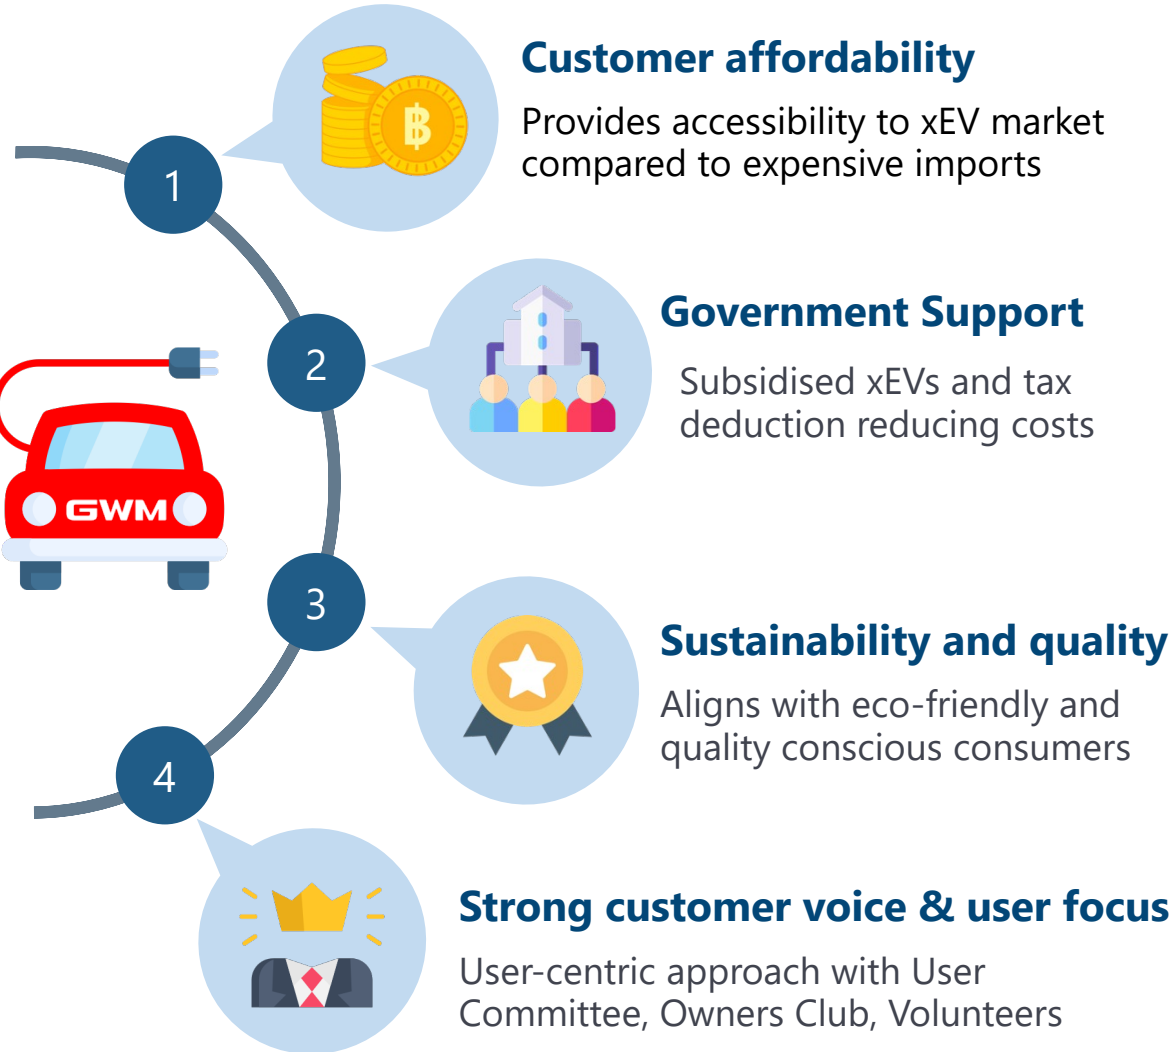 1
฿
Customer affordability
Provides accessibility to xEV market
compared to expensive imports
2
Government Support
Subsidised xEVs and tax
deduction reducing costs
GWM
3
Sustainability and quality
Aligns with eco-friendly and
quality conscious consumers
4
Strong customer voice & user focus
User-centric approach with User
Committee, Owners Club, Volunteers